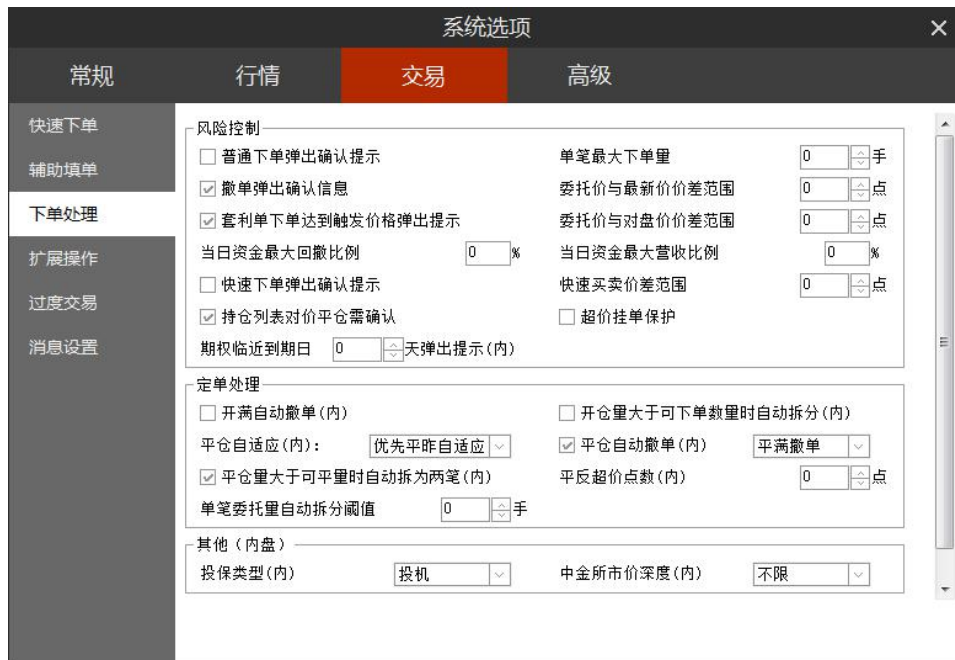 系统选项
常规 行情 交易 高级
快速下单
辅助填单
下单处理
扩展操作
过度交易
消息设置
风险控制
普通下单弹出确认提示 单笔最大下单量 0 手
撤单弹出确认信息 委托价与最新价价差范围 0 点
套利单下单达到触发价格弹出提示 委托价与对盘价价差范围 0 点
当日资金最大回撤比例 0 % 当日资金最大营收比例 0 %
快速下单弹出确认提示 快速买卖价差范围 0 点
持仓列表对价平仓需确认 超价挂单保护
期权临近到期日 0 天弹出提示(内)
定单处理
开满自动撤单(内) 开仓量大于可下单数量时自动拆分(内)
平仓自适应(内): 优先平昨自适应 平仓自动撤单(内) 平满撤单
平仓量大于可平量时自动拆为两笔(内) 平反超价点数(内) 0 点
单笔委托量自动拆分阈值 0 手
其他（内盘）
投保类型(内) 投机 中金所市价深度(内) 不限